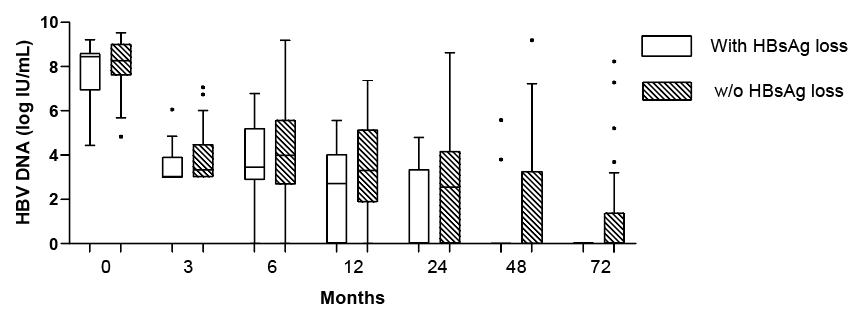 HBV DNA (log IU/mL)
10
8
6
4
2
0
0 3 6 12 24 48 72
Months
With HBsAg loss
w/o HBsAg loss